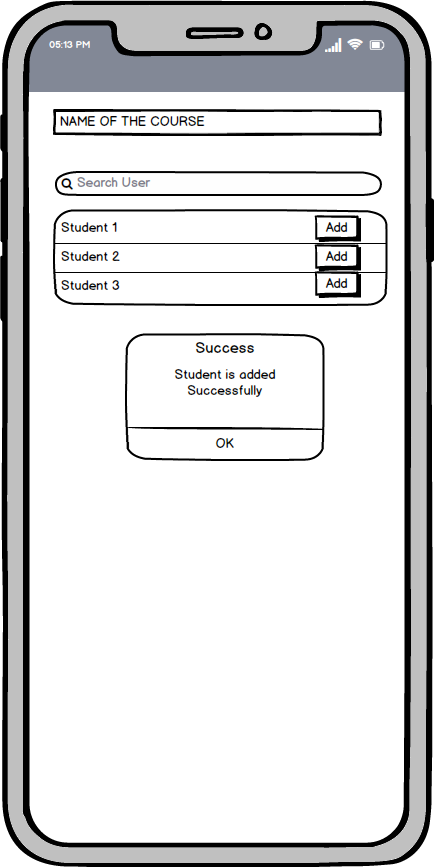 05:13 PM
NAME OF THE COURSE
Search User
Student 1 Add
Student 2 Add
Student 3 Add
Success
Student is added
Successfully
OK